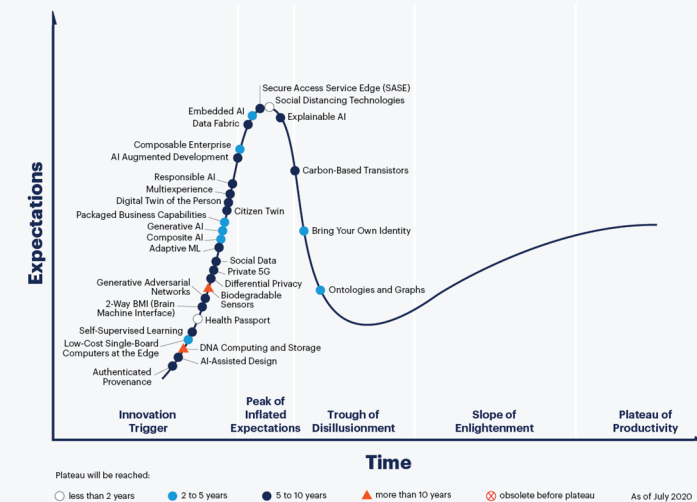 Secure Access Service Edge (SASE)
Social Distancing Technologies
Embedded AI
Explainable AI
Data Fabric
Composable Enterprise
AI Augmented Development
Carbon-Based Transistors
Responsible AI
Multiexperience
Digital Twin of the Person
Citizen Twin
Packaged Business Capabilities
Generative AI
Bring Your Own Identity
Composite AI
Adaptive ML
Social Data
Private 5G
Differential Privacy
Generative Adversarial
Networks
Ontologies and Graphs
Biodegradable
Sensors
2-Way BMI (Brain
Machine Interface)
Health Passport
Self-Supervised Learning
Low-Cost Single-Board
Computers at the Edge
DNA Computing and Storage
AI-Assisted Design
Authenticated
Provenance
Expectations
Innovation
Trigger
Peak of
Inflated
Expectations
Trough of
Disillusionment
Slope of
Enlightenment
Plateau of
Productivity
Time
Plateau will be reached:
less than 2 years
2 to 5 years
5 to 10 years
more than 10 years
obsolete before plateau
As of July 2020